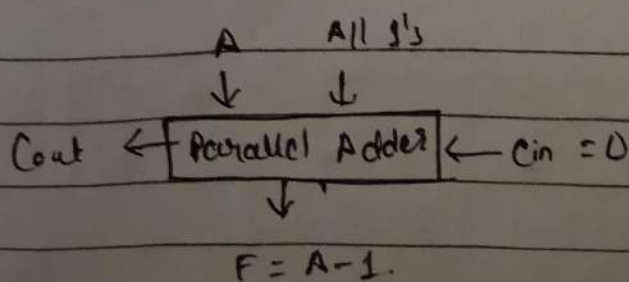 A All 1's
Cout Parallel Adder Cin = 0
F = A - 1.